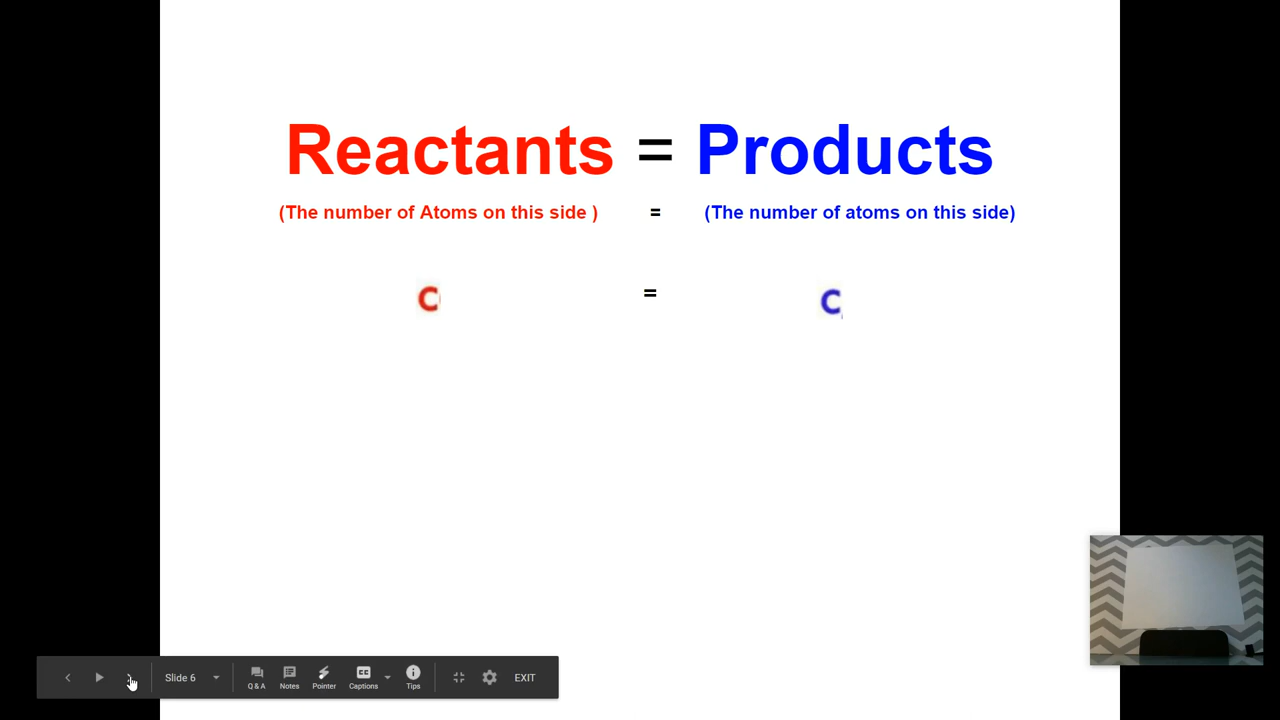 Reactants = Products
(The number of Atoms on this side ) = (The number of atoms on this side)
C = C
Slide 6 Q & A Notes Pointer Captions Tips EXIT